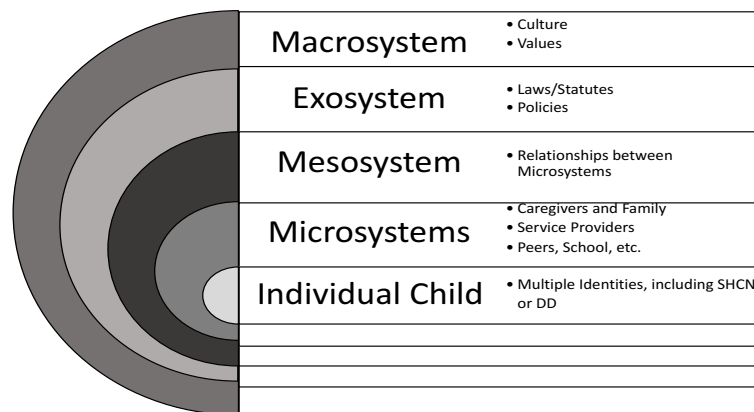 Macrosystem
• Culture
• Values
Exosystem
• Laws/Statutes
• Policies
Mesosystem
• Relationships between
Microsystems
Microsystems
• Caregivers and Family
• Service Providers
• Peers, School, etc.
Individual Child
• Multiple Identities, including SHCN
or DD